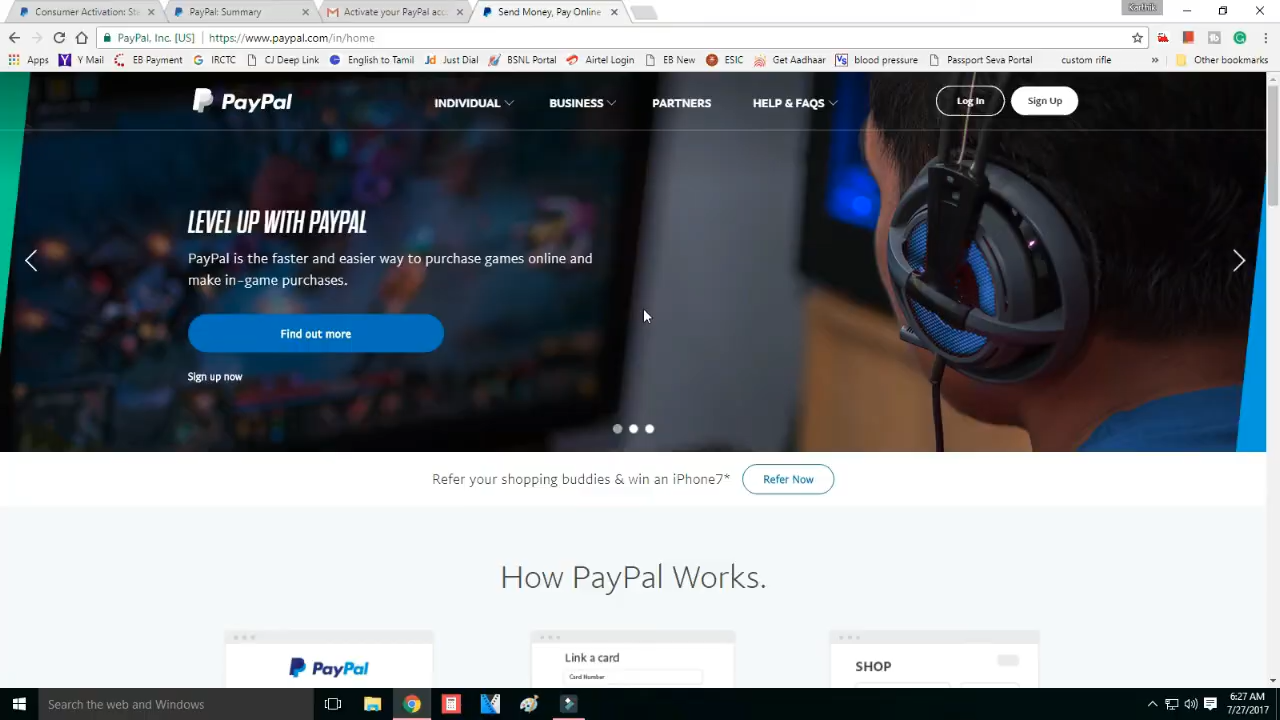 Karthik
Consumer Activation: St
PayPal: Summary
Activate your PayPal acc
Send Money, Pay Online
PayPal, Inc. [US]
https://www.paypal.com/in/home
Apps
Y Mail
EB Payment
IRCTC
CJ Deep Link
English to Tamil
Just Dial
BSNL Portal
Airtel Login
EB New
ESIC
Get Aadhaar
blood pressure
Passport Seva Portal
custom rifle
»
Other bookmarks
PayPal
INDIVIDUAL
BUSINESS
PARTNERS
HELP & FAQS
Log In
Sign Up
LEVEL UP WITH PAYPAL
PayPal is the faster and easier way to purchase games online and
make in-game purchases.
Find out more
Sign up now
Refer your shopping buddies & win an iPhone7*
Refer Now
How PayPal Works.
PayPal
Link a card
Card Number
SHOP
Search the web and Windows
6:27 AM
7/27/2017